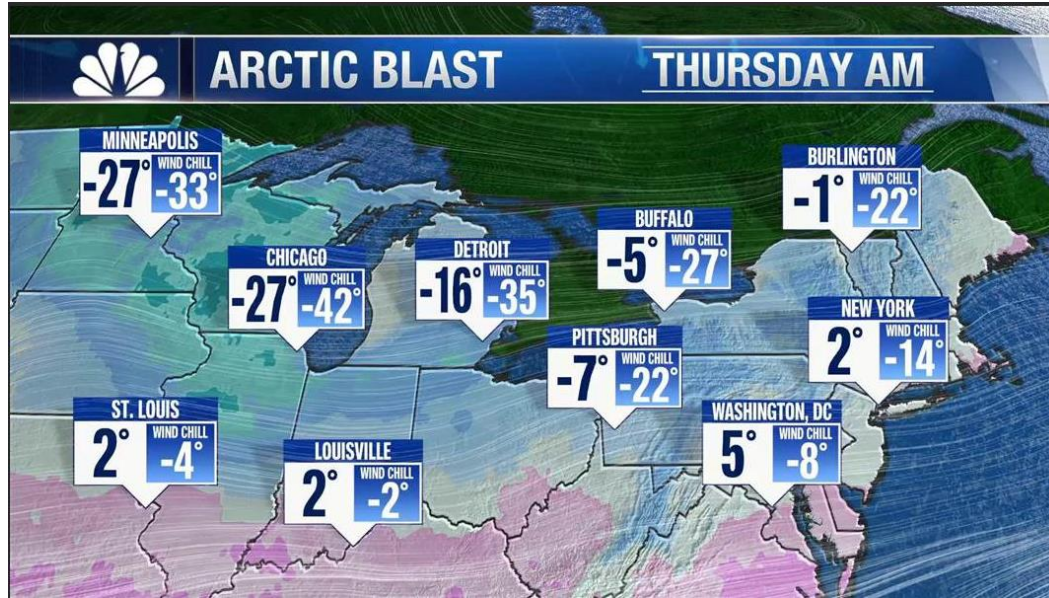 ARCTIC BLAST
THURSDAY AM
MINNEAPOLIS
-27° WIND CHILL -33°
BURLINGTON
-1° WIND CHILL -22°
BUFFALO
-5° WIND CHILL -27°
CHICAGO
-27° WIND CHILL -42°
DETROIT
-16° WIND CHILL -35°
NEW YORK
2° WIND CHILL -14°
PITTSBURGH
-7° WIND CHILL -22°
ST. LOUIS
2° WIND CHILL -4°
WASHINGTON, DC
5° WIND CHILL -8°
LOUISVILLE
2° WIND CHILL -2°